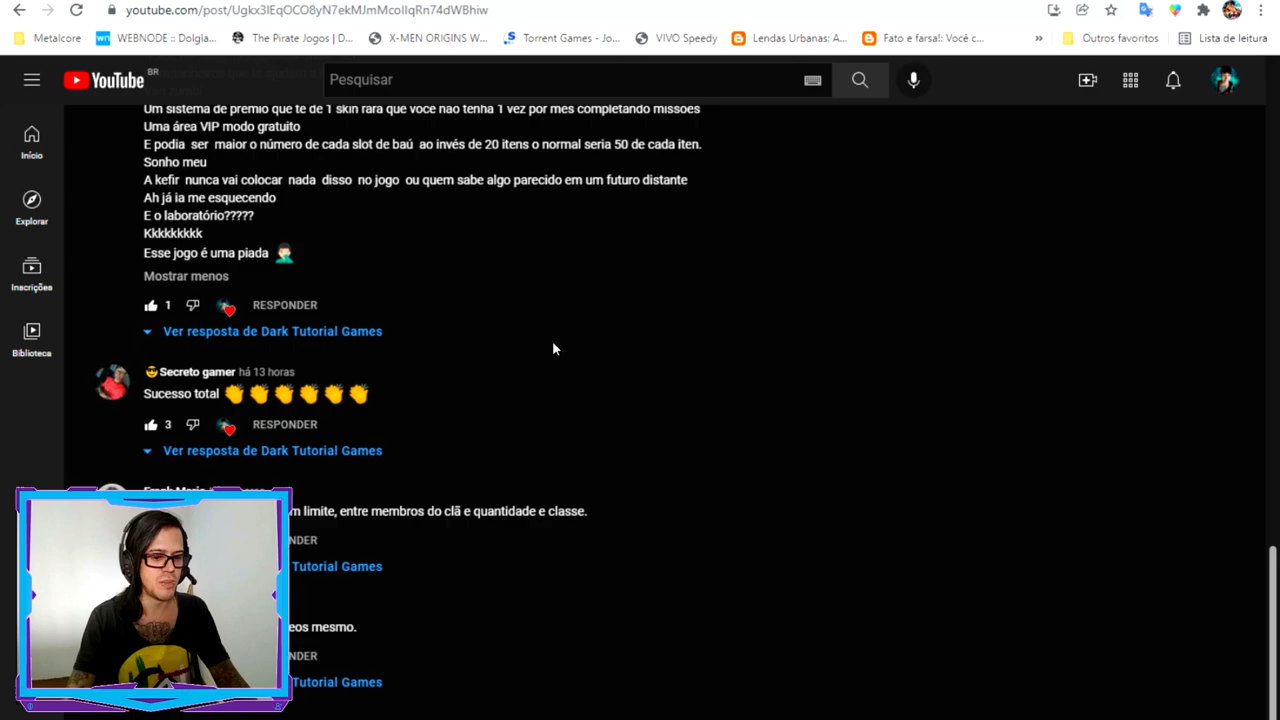 youtube.com/post/Ugkx3IEqOCO8yN7ekMJmMcoIIqRn74dWBhiw
Metalcore
WEBNODE :: Dolgla...
The Pirate Jogos | D...
X-MEN ORIGINS W...
Torrent Games - Jo...
VIVO Speedy
Lendas Urbanas: A...
Fato e farsa!: Você c...
»
Outros favoritos
Lista de leitura
YouTube BR
Pesquisar
Início
Explorar
Inscrições
Biblioteca
Um sistema de prêmio que te de 1 skin rara que você não tenha 1 vez por mês completando missões
Uma área VIP modo gratuito
E podia ser maior o número de cada slot de baú ao invés de 20 itens o normal seria 50 de cada iten.
Sonho meu
A kefir nunca vai colocar nada disso no jogo ou quem sabe algo parecido em um futuro distante
Ah já ia me esquecendo
E o laboratório?????
Kkkkkkkkk
Esse jogo é uma piada 🤦🏻‍♂️
Mostrar menos
1
RESPONDER
Ver resposta de Dark Tutorial Games
😎Secreto gamer há 13 horas
Sucesso total 👏👏👏👏👏👏
3
RESPONDER
Ver resposta de Dark Tutorial Games
limite, entre membros do clã e quantidade e classe.
NDER
Tutorial Games
eos mesmo.
NDER
Tutorial Games